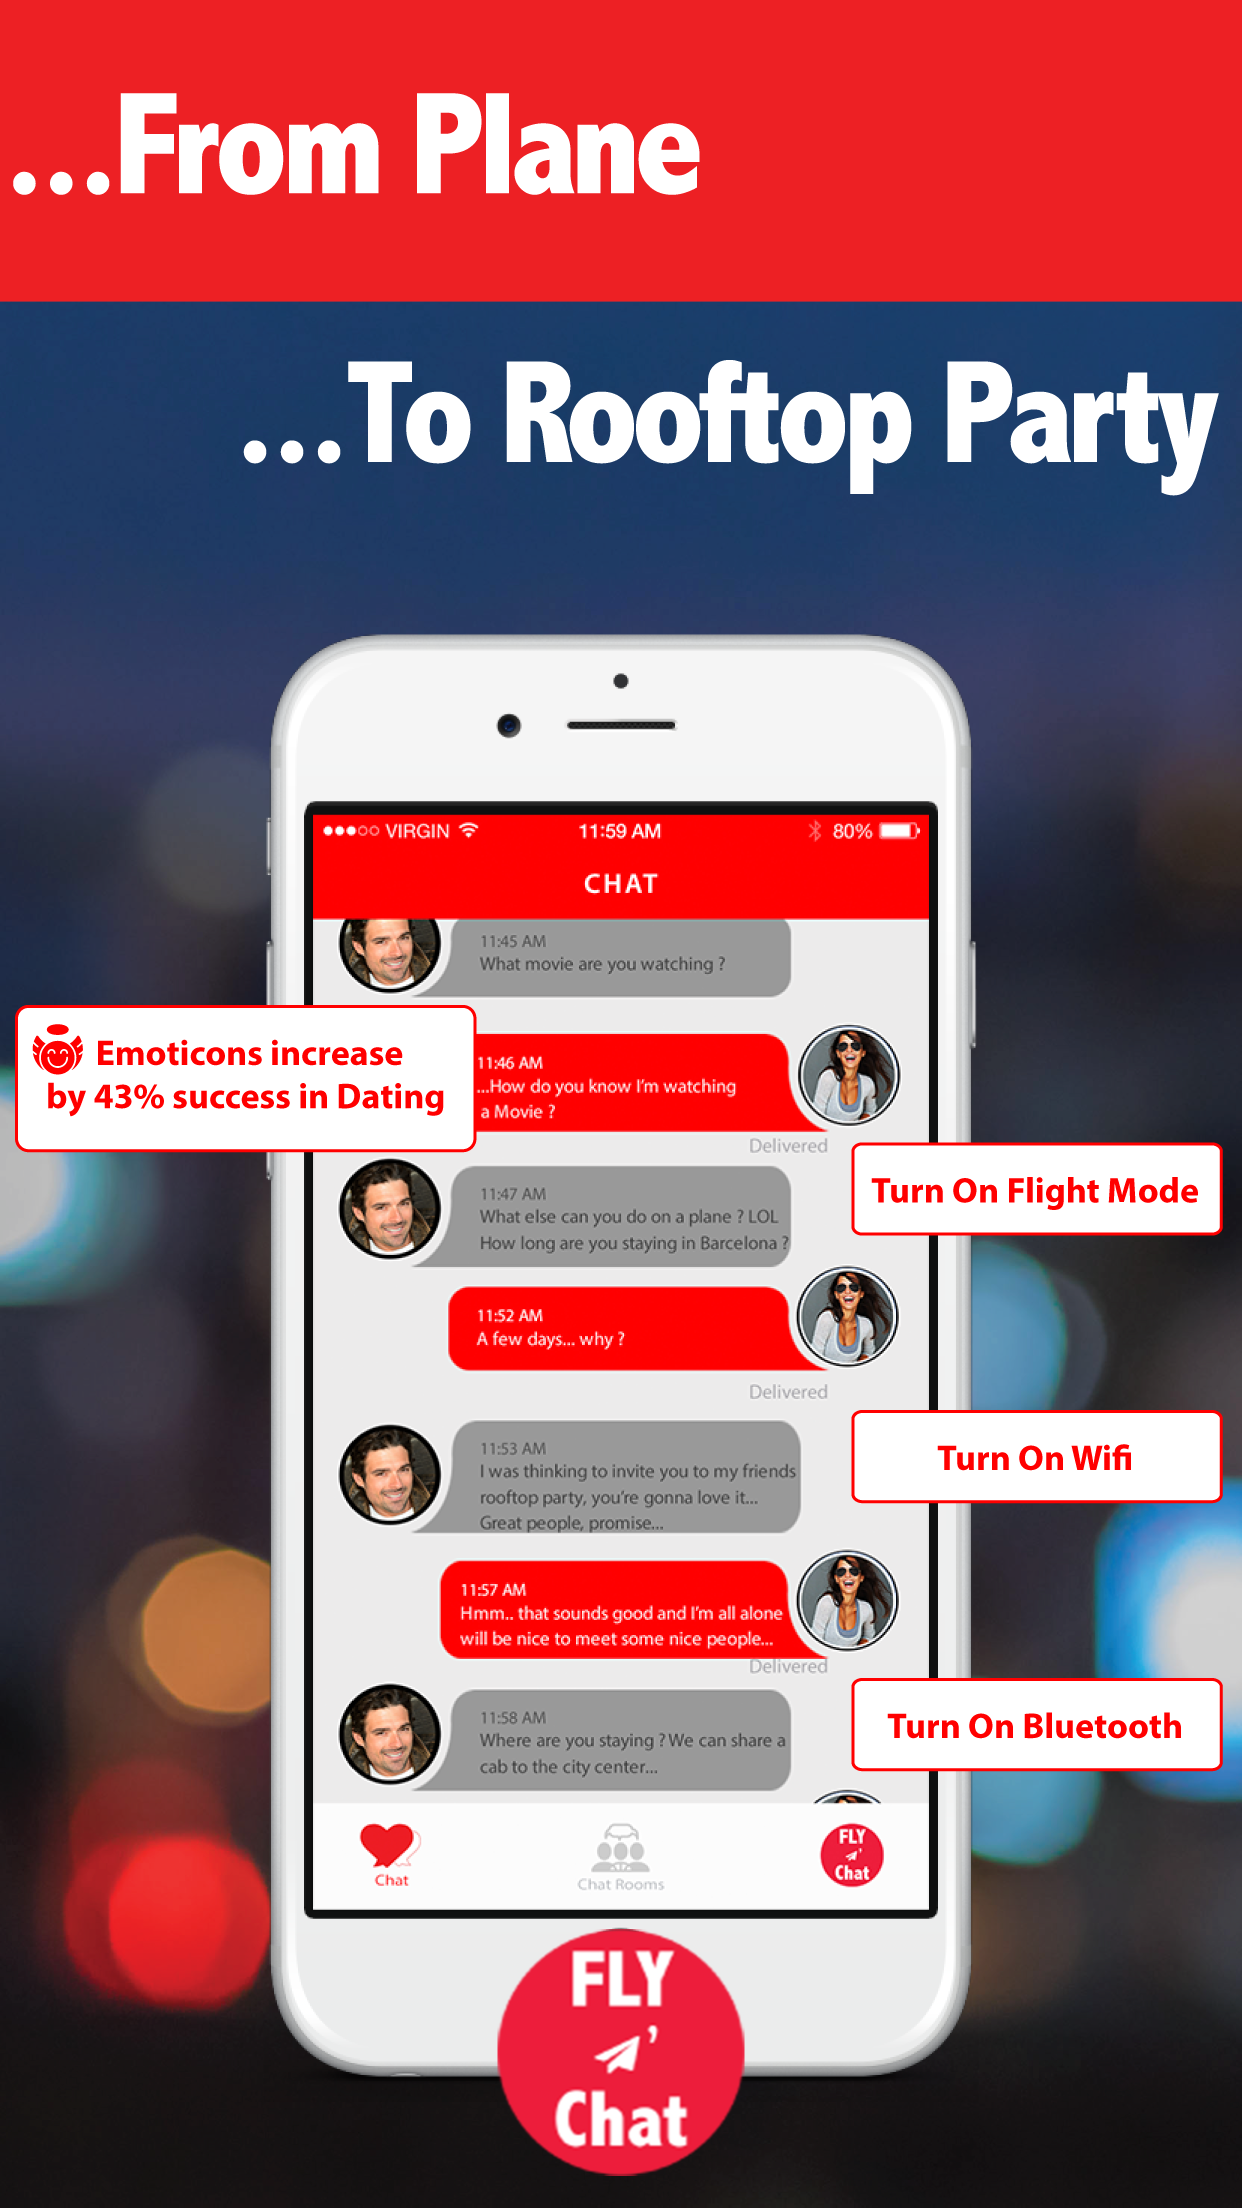 ...From Plane
...To Rooftop Party
VIRGIN
11:59 AM
80%
CHAT
11:45 AM
What movie are you watching ?
Emoticons increase
by 43% success in Dating
11:46 AM
...How do you know I'm watching
a Movie ?
Delivered
Turn On Flight Mode
11:47 AM
What else can you do on a plane ? LOL
How long are you staying in Barcelona ?
11:52 AM
A few days... why ?
Delivered
Turn On Wifi
11:53 AM
I was thinking to invite you to my friends
rooftop party, you're gonna love it...
Great people, promise...
11:57 AM
Hmm.. that sounds good and I'm all alone
will be nice to meet some nice people...
Delivered
Turn On Bluetooth
11:58 AM
Where are you staying ? We can share a
cab to the city center...
Chat
Chat Rooms
FLY
'
Chat
FLY
'
Chat